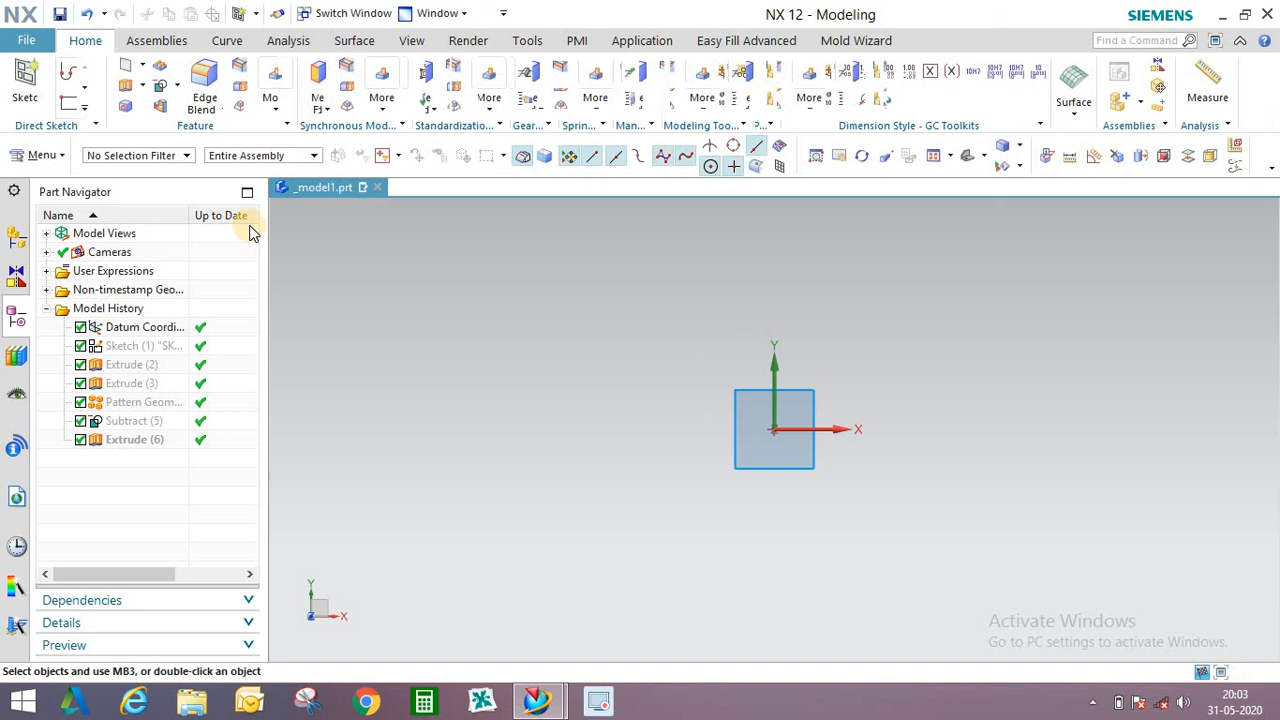 NX Switch Window Window NX 12 - Modeling SIEMENS
File Home Assemblies Curve Analysis Surface View Render Tools PMI Application Easy Fill Advanced Mold Wizard Find a Command
Sketch Edge Blend Mo More More More More More Surface Measure
Direct Sketch Feature Synchronous Mod... Standardizatio... Gear... Sprin... Man... Modeling Too... P... Dimension Style - GC Toolkits Assemblies Analysis
Menu No Selection Filter Entire Assembly
Part Navigator _model1.prt
Name Up to Date
Model Views
Cameras
User Expressions
Non-timestamp Geo...
Model History
Datum Coordi...
Sketch (1) "SK...
Extrude (2)
Extrude (3)
Pattern Geom...
Subtract (5)
Extrude (6)
Y
X
Y
X
Z
Dependencies
Details
Preview
Activate Windows
Go to PC settings to activate Windows.
Select objects and use MB3, or double-click an object
20:03
31-05-2020